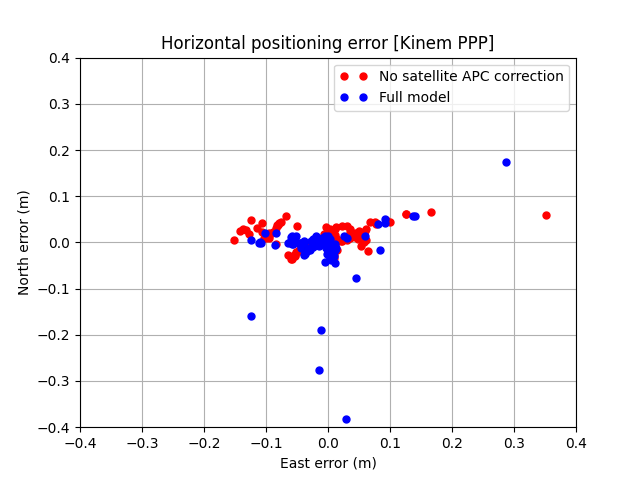 Horizontal positioning error [Kinem PPP]
No satellite APC correction
Full model
North error (m)
0.4
0.3
0.2
0.1
0.0
−0.1
−0.2
−0.3
−0.4
−0.4 −0.3 −0.2 −0.1 0.0 0.1 0.2 0.3 0.4
East error (m)